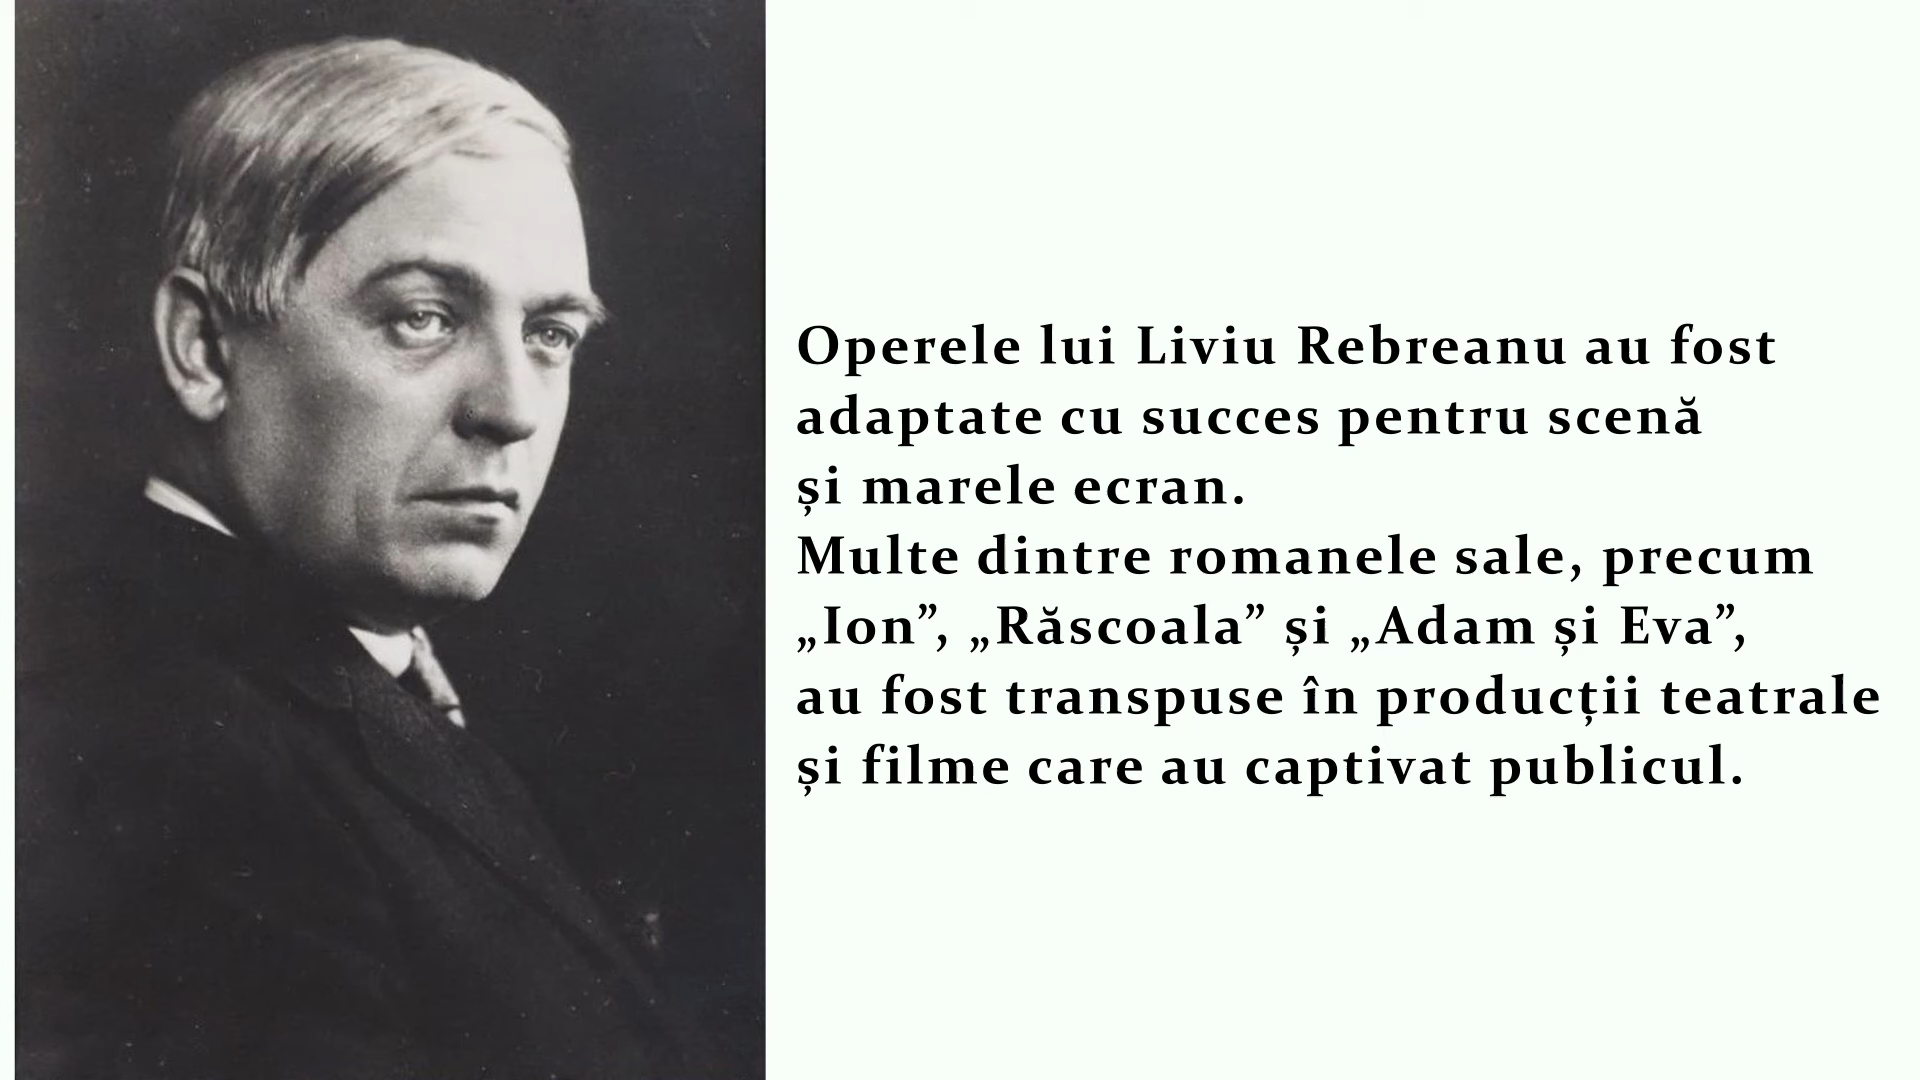 Operele lui Liviu Rebreanu au fost
adaptate cu succes pentru scenă
și marele ecran.
Multe dintre romanele sale, precum
„Ion”, „Răscoala” și „Adam și Eva”,
au fost transpuse în producții teatrale
și filme care au captivat publicul.